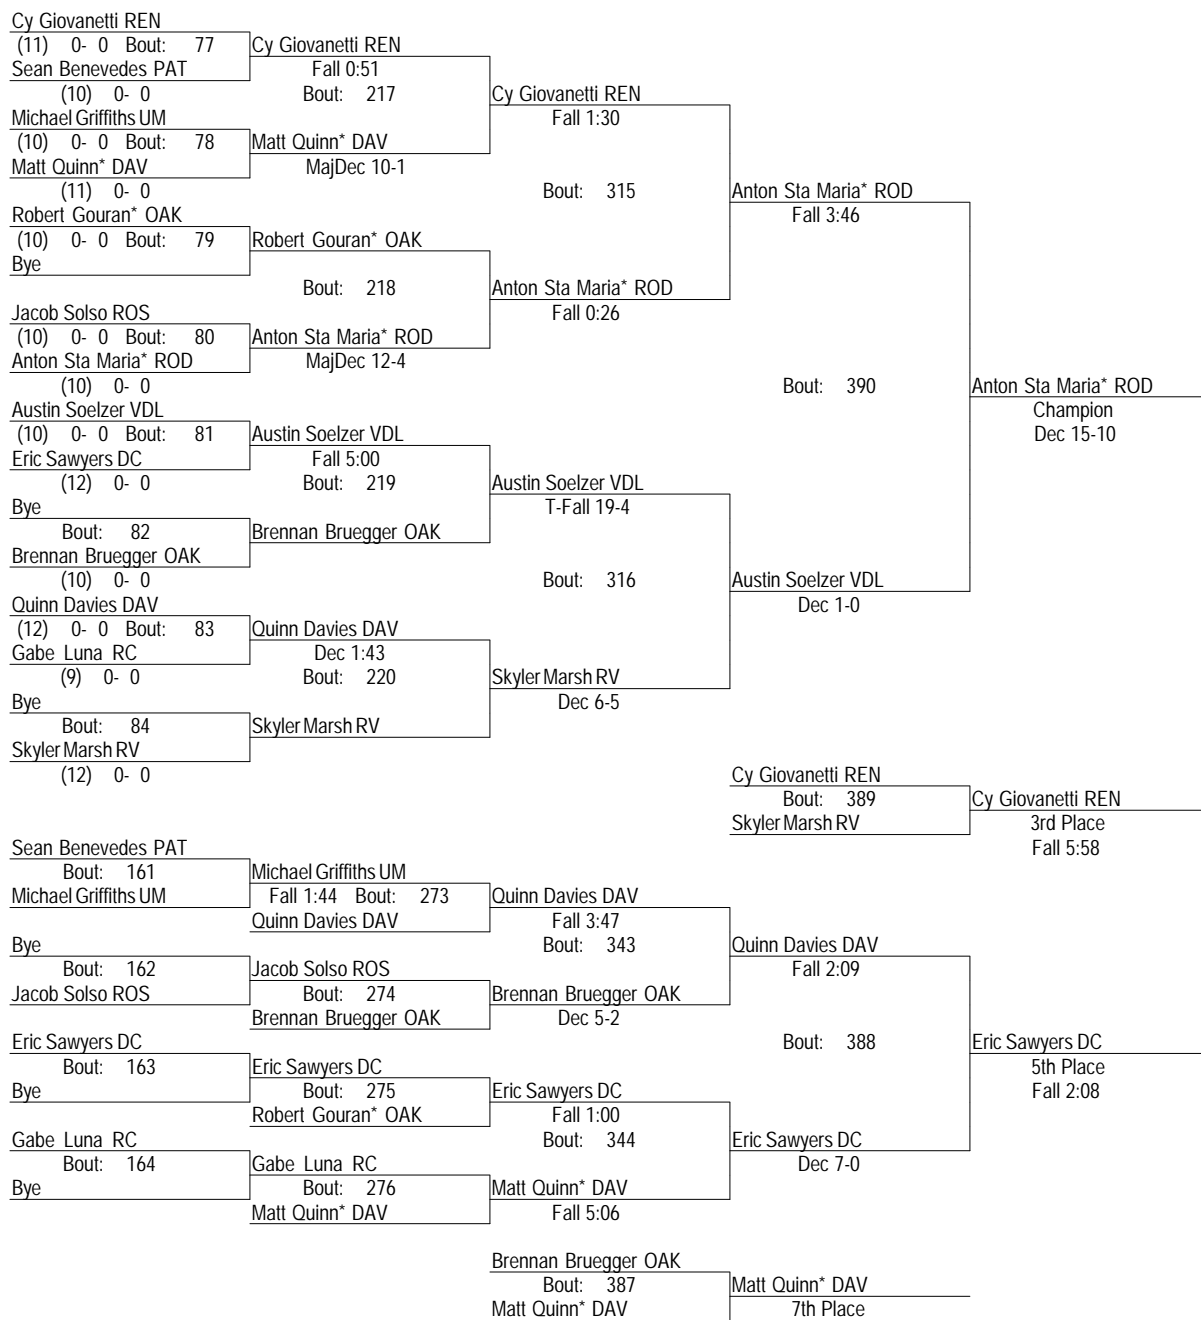 Cy Giovanetti REN
(11) 0- 0 Bout: 77 Cy Giovanetti REN
Sean Benevedes PAT Fall 0:51
(10) 0- 0 Bout: 217 Cy Giovanetti REN
Michael Griffiths UM Fall 1:30
(10) 0- 0 Bout: 78 Matt Quinn* DAV
Matt Quinn* DAV MajDec 10-1
(11) 0- 0 Bout: 315 Anton Sta Maria* ROD
Robert Gouran* OAK Fall 3:46
(10) 0- 0 Bout: 79 Robert Gouran* OAK
Bye
Bout: 218 Anton Sta Maria* ROD
Jacob Solso ROS Fall 0:26
(10) 0- 0 Bout: 80 Anton Sta Maria* ROD
Anton Sta Maria* ROD MajDec 12-4
(10) 0- 0 Bout: 390 Anton Sta Maria* ROD
Austin Soelzer VDL Champion
(10) 0- 0 Bout: 81 Austin Soelzer VDL Dec 15-10
Eric Sawyers DC Fall 5:00
(12) 0- 0 Bout: 219 Austin Soelzer VDL
Bye T-Fall 19-4
Bout: 82 Brennan Bruegger OAK
Brennan Bruegger OAK
(10) 0- 0 Bout: 316 Austin Soelzer VDL
Quinn Davies DAV Dec 1-0
(12) 0- 0 Bout: 83 Quinn Davies DAV
Gabe Luna RC Dec 1:43
(9) 0- 0 Bout: 220 Skyler Marsh RV
Bye Dec 6-5
Bout: 84 Skyler Marsh RV
Skyler Marsh RV
(12) 0- 0 Cy Giovanetti REN
Bout: 389 Cy Giovanetti REN
Skyler Marsh RV 3rd Place
Sean Benevedes PAT Fall 5:58
Bout: 161 Michael Griffiths UM
Michael Griffiths UM Fall 1:44 Bout: 273 Quinn Davies DAV
Quinn Davies DAV Fall 3:47
Bye Bout: 343 Quinn Davies DAV
Bout: 162 Jacob Solso ROS Fall 2:09
Jacob Solso ROS Bout: 274 Brennan Bruegger OAK
Brennan Bruegger OAK Dec 5-2
Eric Sawyers DC Bout: 388 Eric Sawyers DC
Bout: 163 Eric Sawyers DC 5th Place
Bye Bout: 275 Eric Sawyers DC Fall 2:08
Robert Gouran* OAK Fall 1:00
Gabe Luna RC Bout: 344 Eric Sawyers DC
Bout: 164 Gabe Luna RC Dec 7-0
Bye Bout: 276 Matt Quinn* DAV
Matt Quinn* DAV Fall 5:06
Brennan Bruegger OAK
Bout: 387 Matt Quinn* DAV
Matt Quinn* DAV 7th Place